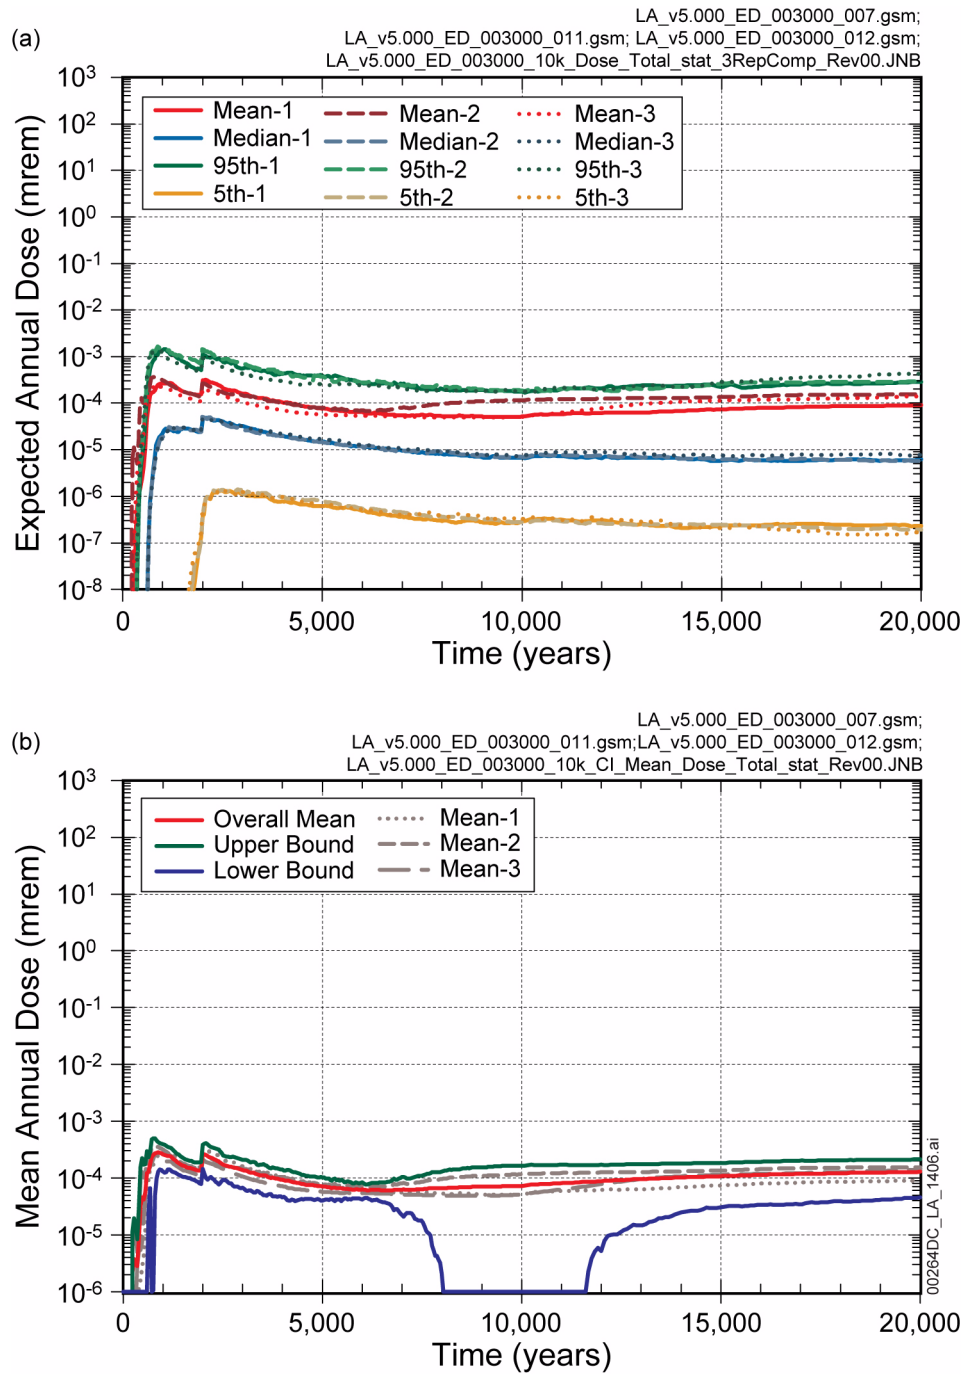 LA_v5.000_ED_003000_007.gsm;
(a)
LA_v5.000_ED_003000_011.gsm; LA_v5.000_ED_003000_012.gsm;
LA_v5.000_ED_003000_10k_Dose_Total_stat_3RepComp_Rev00.JNB
10³
Mean-1 Mean-2 Mean-3
10²
Median-1 Median-2 Median-3
10¹
95th-1 95th-2 95th-3
5th-1 5th-2 5th-3
10⁰
10⁻¹
10⁻²
10⁻³
10⁻⁴
10⁻⁵
10⁻⁶
10⁻⁷
10⁻⁸
Expected Annual Dose (mrem)
0 5,000 10,000 15,000 20,000
Time (years)
LA_v5.000_ED_003000_007.gsm;
(b)
LA_v5.000_ED_003000_011.gsm;LA_v5.000_ED_003000_012.gsm;
LA_v5.000_ED_003000_10k_CI_Mean_Dose_Total_stat_Rev00.JNB
10³
Overall Mean Mean-1
10²
Upper Bound Mean-2
Lower Bound Mean-3
10¹
10⁰
10⁻¹
10⁻²
10⁻³
10⁻⁴
10⁻⁵
10⁻⁶
Mean Annual Dose (mrem)
00264DC_LA_1406.ai
0 5,000 10,000 15,000 20,000
Time (years)